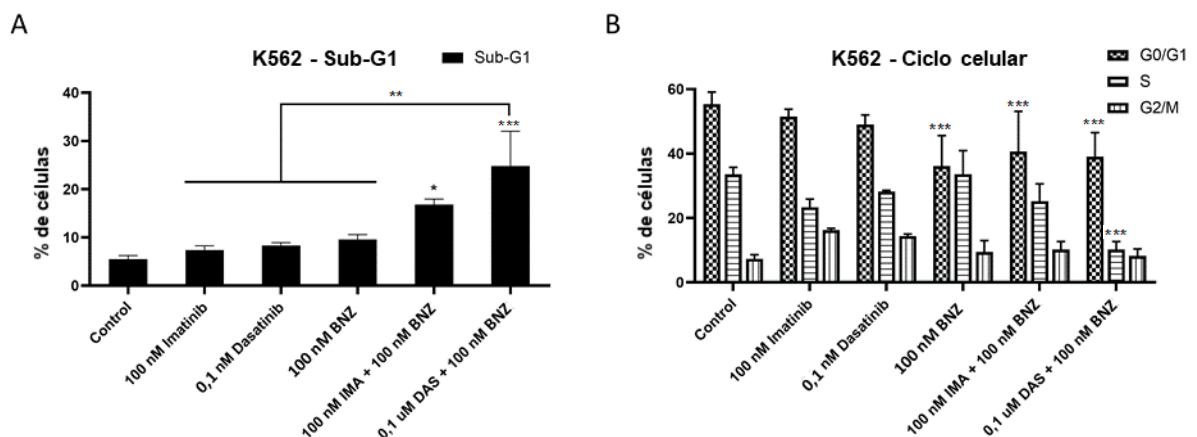 A
K562 - Sub-G1
Sub-G1
% de células
40
30
20
10
0
**
*
***
Control
100 nM Imatinib
0,1 nM Dasatinib
100 nM BNZ
100 nM IMA + 100 nM BNZ
0,1 uM DAS + 100 nM BNZ
B
K562 - Ciclo celular
G0/G1
S
G2/M
% de células
60
40
20
0
***
***
***
***
Control
100 nM Imatinib
0,1 nM Dasatinib
100 nM BNZ
100 nM IMA + 100 nM BNZ
0,1 uM DAS + 100 nM BNZ